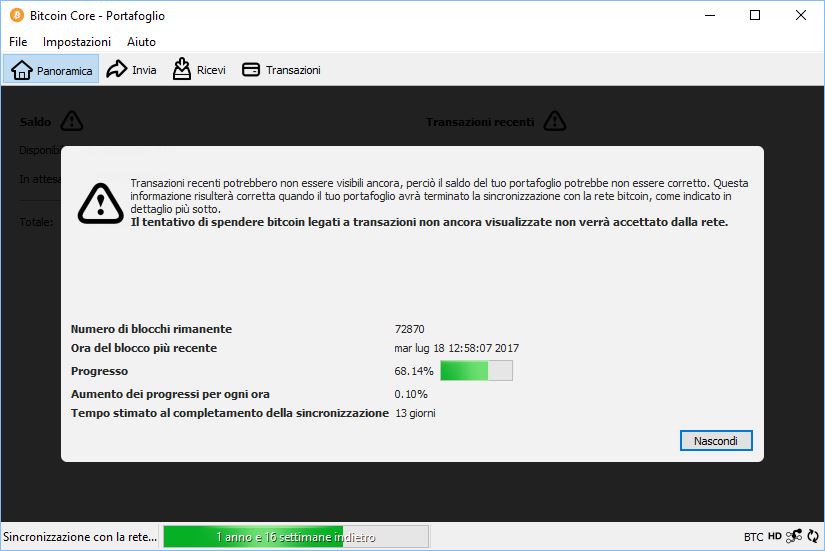 Bitcoin Core - Portafoglio
File Impostazioni Aiuto
Panoramica Invia Ricevi Transazioni
Saldo Transazioni recenti
Disponib
In attesa
Totale:
Transazioni recenti potrebbero non essere visibili ancora, perciò il saldo del tuo portafoglio potrebbe non essere corretto. Questa
informazione risulterà corretta quando il tuo portafoglio avrà terminato la sincronizzazione con la rete bitcoin, come indicato in
dettaglio più sotto.
Il tentativo di spendere bitcoin legati a transazioni non ancora visualizzate non verrà accettato dalla rete.
Numero di blocchi rimanente 72870
Ora del blocco più recente mar lug 18 12:58:07 2017
Progresso 68.14%
Aumento dei progressi per ogni ora 0.10%
Tempo stimato al completamento della sincronizzazione 13 giorni
Nascondi
Sincronizzazione con la rete... 1 anno e 16 settimane indietro BTC HD